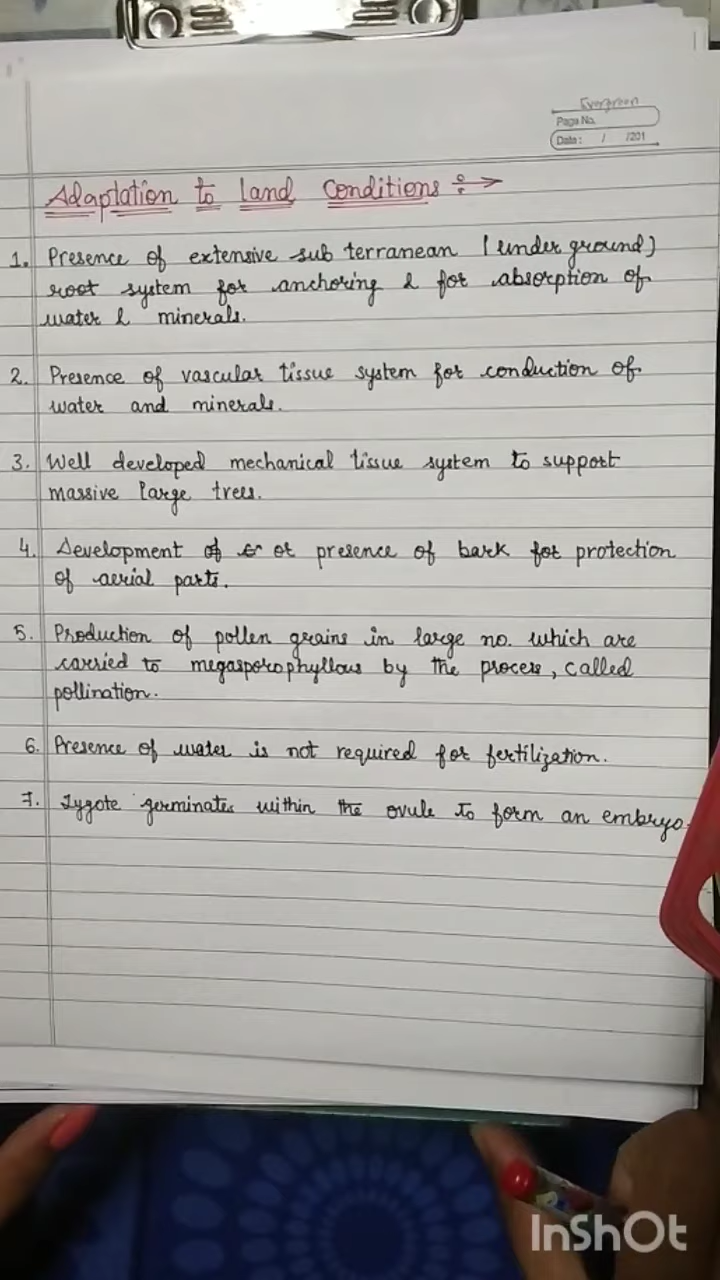 Evergreen
Page No.
Date : / /201
Adaptation to land Conditions ÷ >
1. Presence of extensive sub terranean (under ground)
root system for anchoring & for absorption of
water & minerals.
2. Presence of vascular tissue system for conduction of
water and minerals.
3. Well developed mechanical tissue system to support
massive large trees.
4. Development or presence of bark for protection
of aerial parts.
5. Production of pollen grains in large no. which are
carried to megasporophyllous by the process, called
pollination.
6. Presence of water is not required for fertilization.
7. Zygote germinates within the ovule to form an embryo.
InShOt